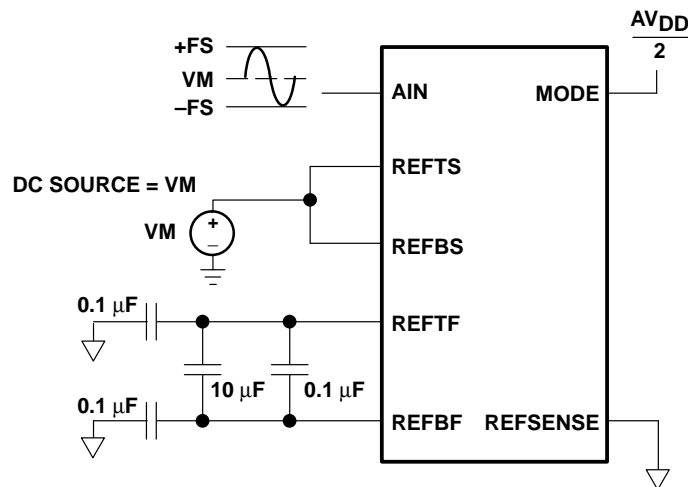 +FS
VM
–FS
AIN
MODE
AVDD
2
REFTS
DC SOURCE = VM
VM
+
–
REFBS
0.1 μF
REFTF
10 μF
0.1 μF
0.1 μF
REFBF
REFSENSE